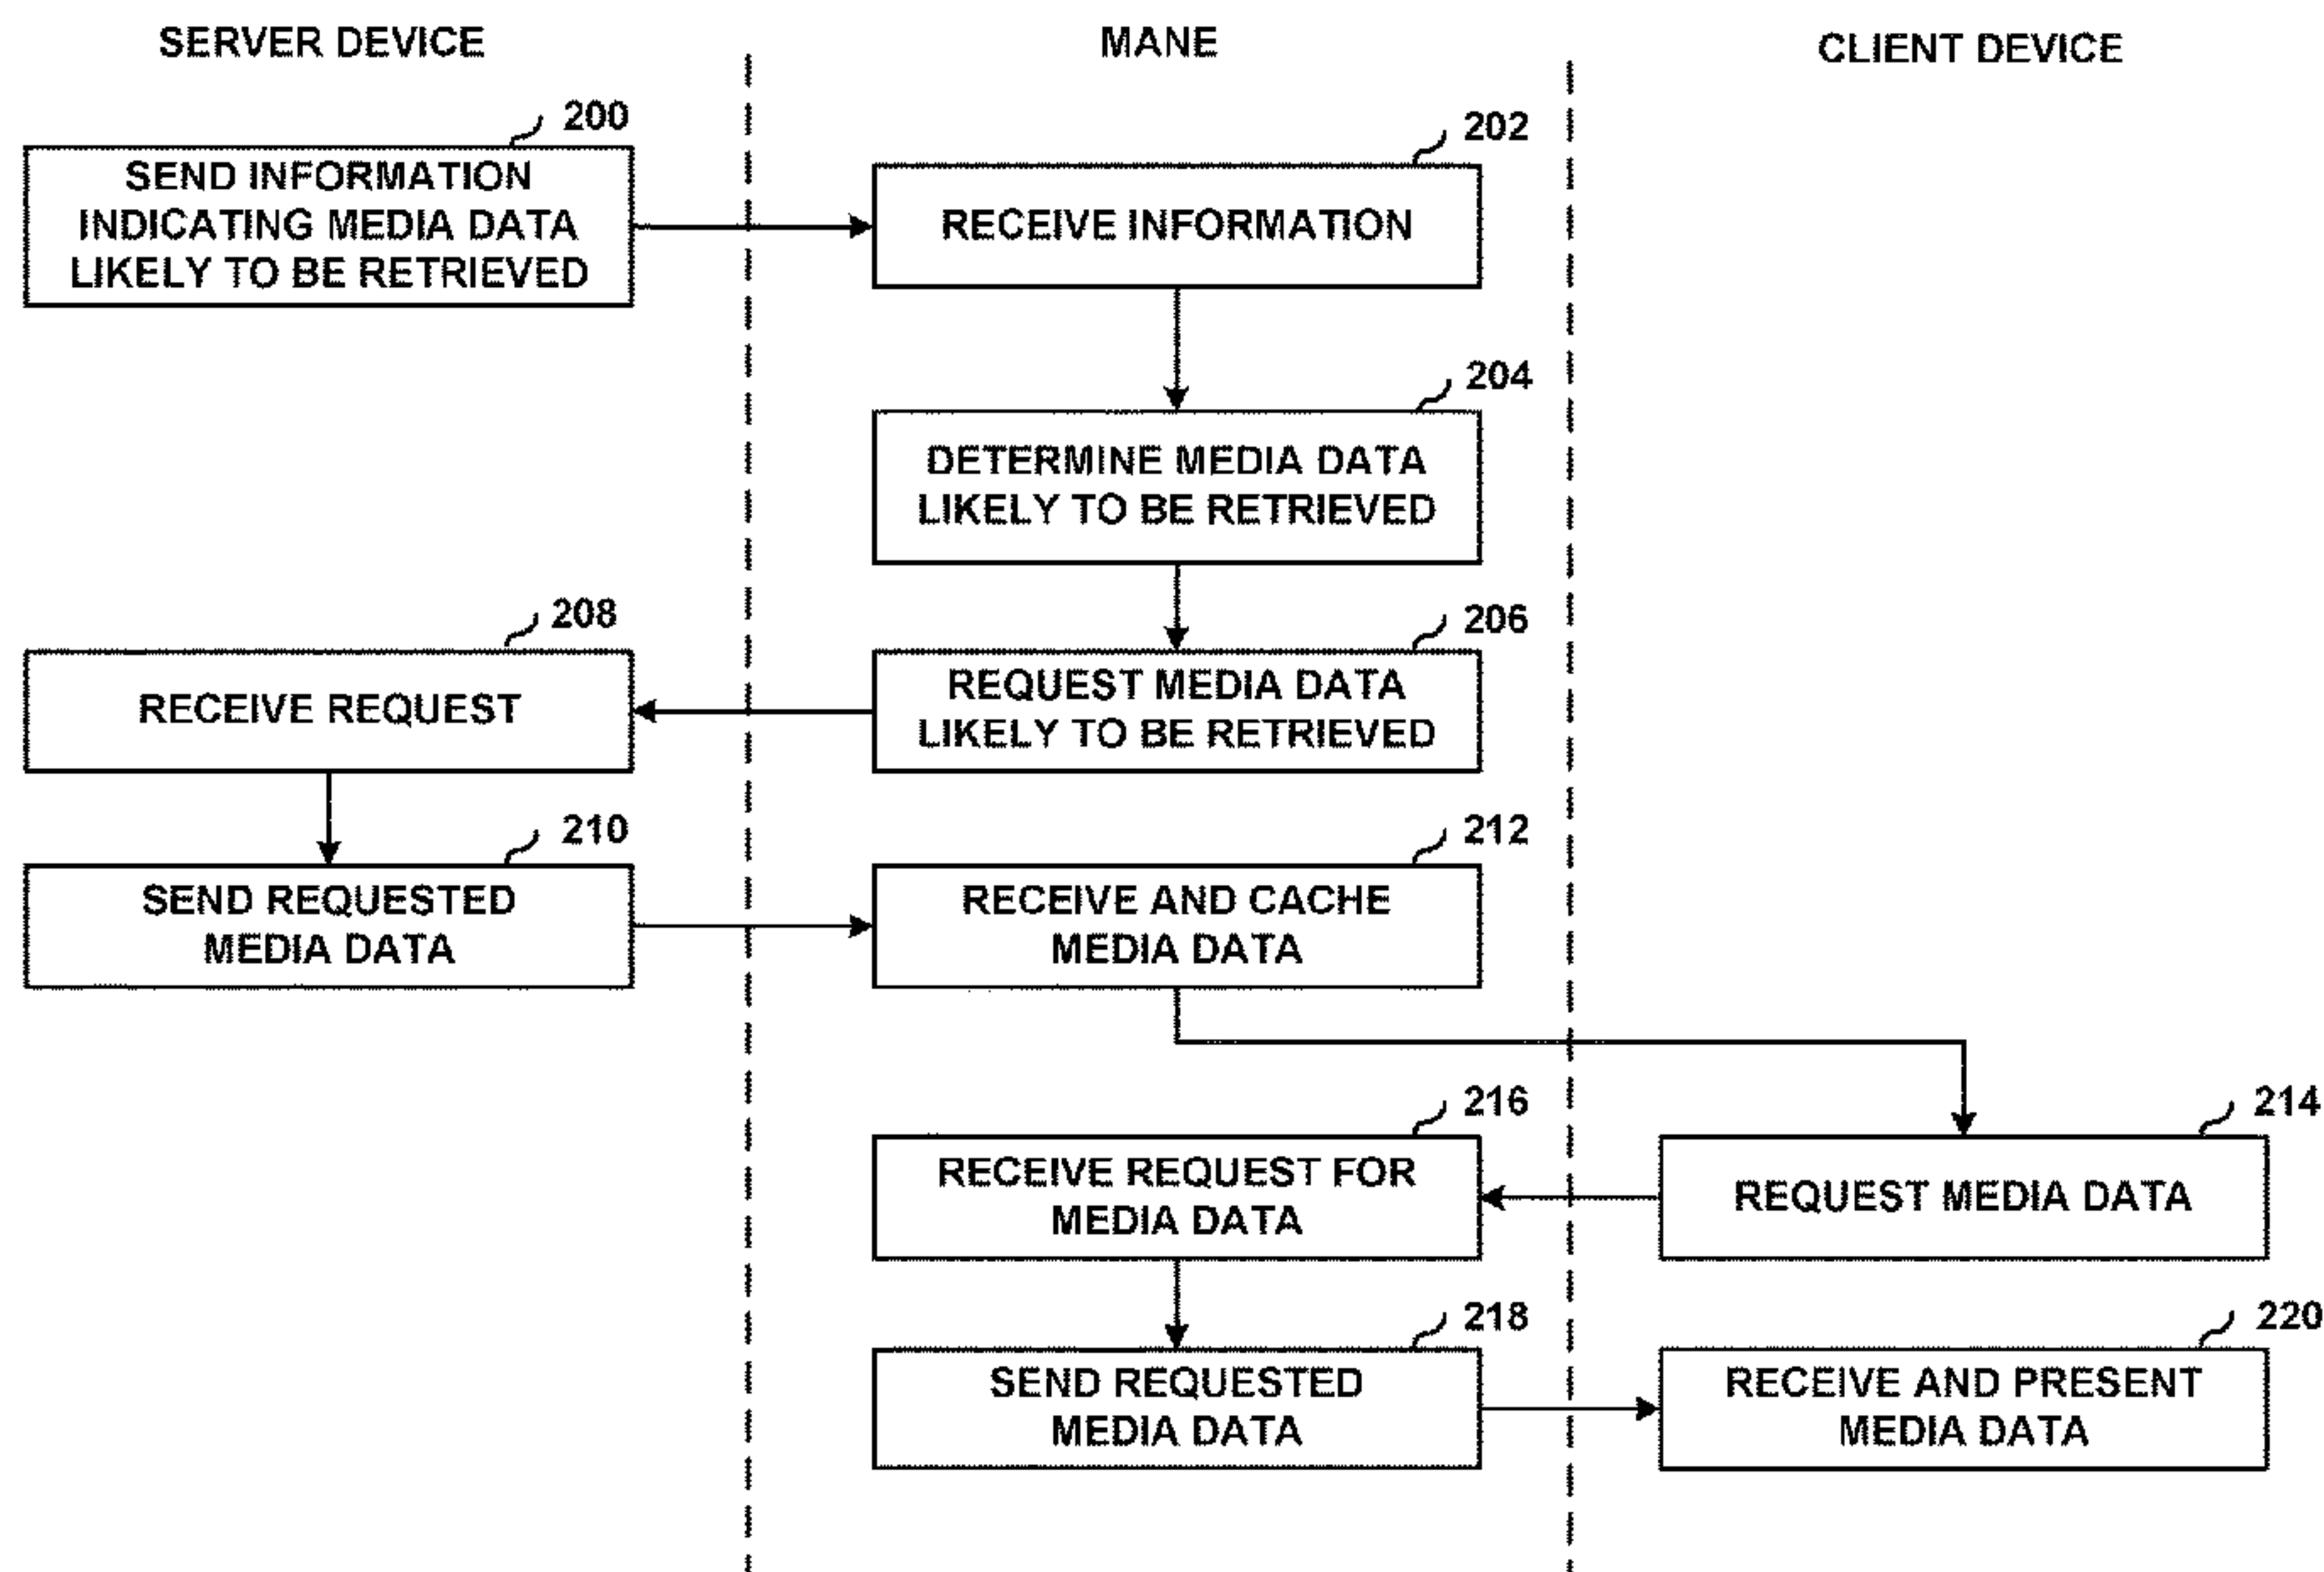 SERVER DEVICE
MANE
CLIENT DEVICE
200
SEND INFORMATION
INDICATING MEDIA DATA
LIKELY TO BE RETRIEVED
202
RECEIVE INFORMATION
204
DETERMINE MEDIA DATA
LIKELY TO BE RETRIEVED
206
REQUEST MEDIA DATA
LIKELY TO BE RETRIEVED
208
RECEIVE REQUEST
210
SEND REQUESTED
MEDIA DATA
212
RECEIVE AND CACHE
MEDIA DATA
214
REQUEST MEDIA DATA
216
RECEIVE REQUEST FOR
MEDIA DATA
218
SEND REQUESTED
MEDIA DATA
220
RECEIVE AND PRESENT
MEDIA DATA